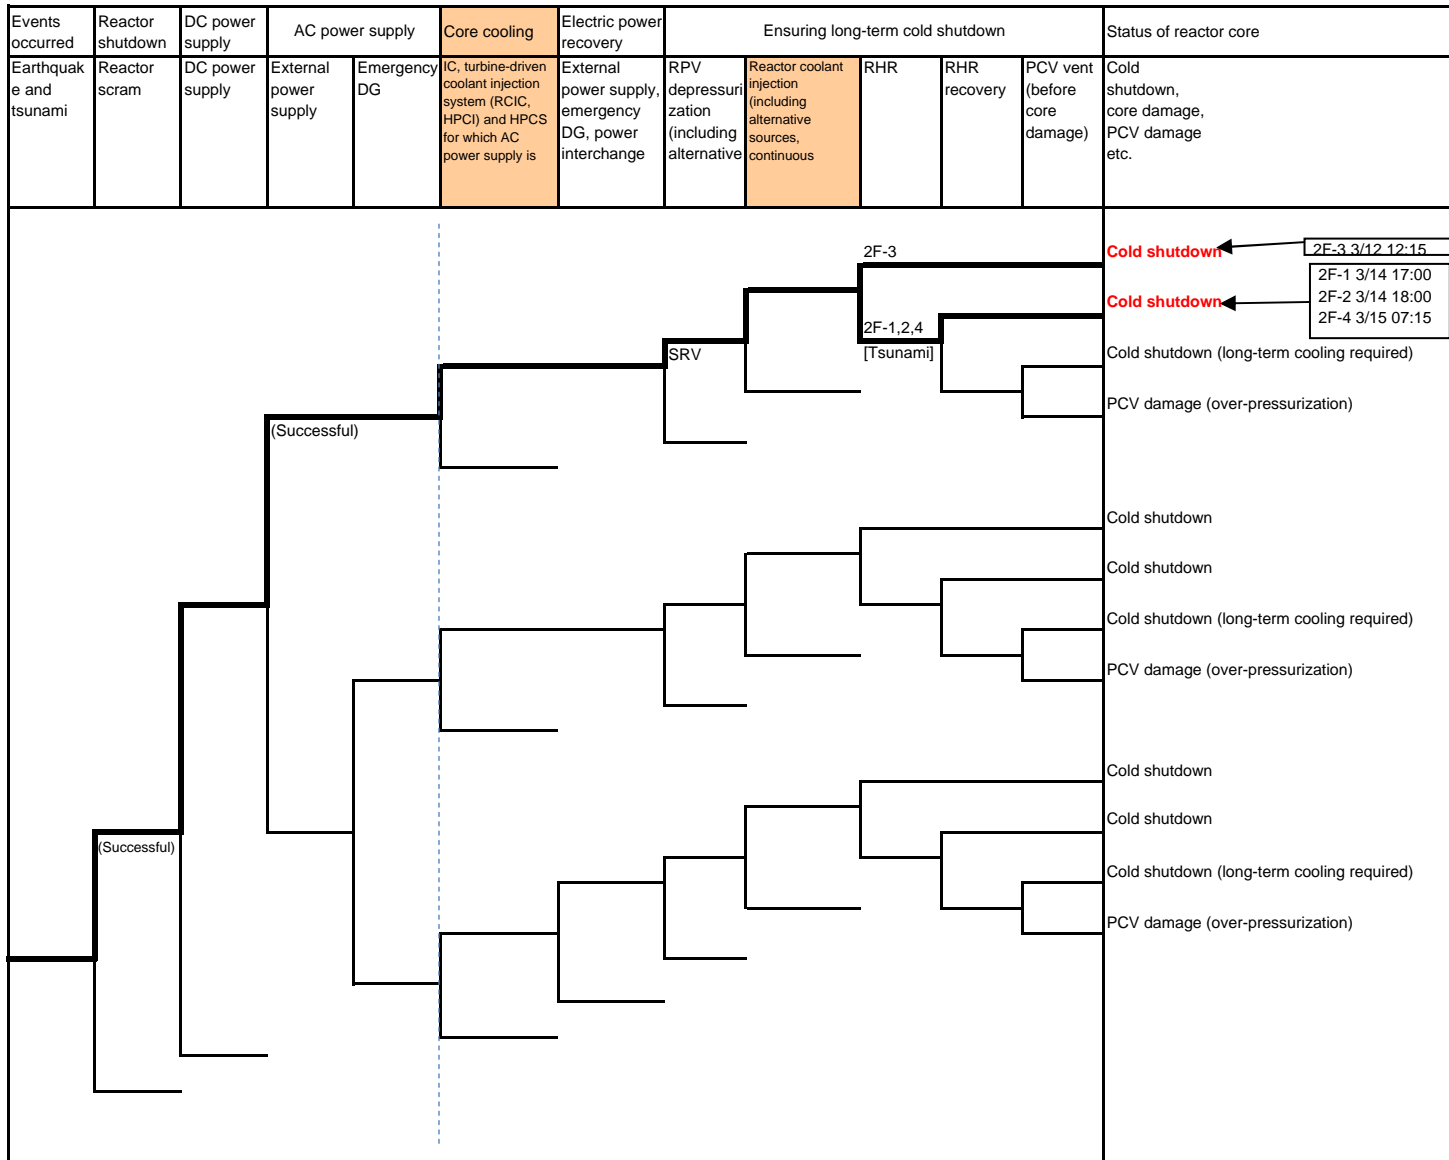 Events occurred
Reactor shutdown
DC power supply
AC power supply
Core cooling
Electric power recovery
Ensuring long-term cold shutdown
Status of reactor core
Earthquak
e and
tsunami
Reactor
scram
DC power
supply
External
power
supply
Emergency
DG
IC, turbine-driven
coolant injection
system (RCIC,
HPCI) and HPCS
for which AC
power supply is
External
power supply,
emergency
DG, power
interchange
RPV
depressuri
zation
(including
alternative
Reactor coolant
injection
(including
alternative
sources,
continuous
RHR
RHR
recovery
PCV vent
(before
core
damage)
Cold
shutdown,
core damage,
PCV damage
etc.
2F-3
Cold shutdown
2F-3 3/12 12:15
2F-1 3/14 17:00
2F-2 3/14 18:00
2F-4 3/15 07:15
Cold shutdown
2F-1,2,4
[Tsunami]
SRV
Cold shutdown (long-term cooling required)
PCV damage (over-pressurization)
(Successful)
Cold shutdown
Cold shutdown
Cold shutdown (long-term cooling required)
PCV damage (over-pressurization)
Cold shutdown
Cold shutdown
(Successful)
Cold shutdown (long-term cooling required)
PCV damage (over-pressurization)